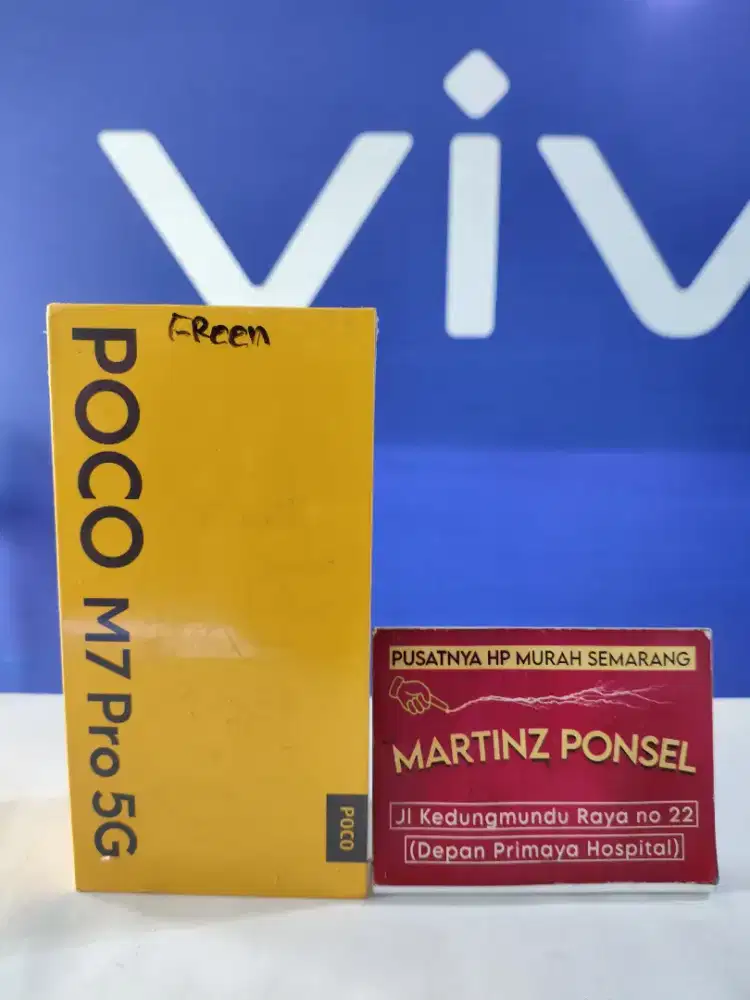 viv
FReen
POCO M7 Pro 5G
POCO
PUSATNYA HP MURAH SEMARANG
MARTINZ PONSEL
Jl Kedungmundu Raya no 22
(Depan Primaya Hospital)